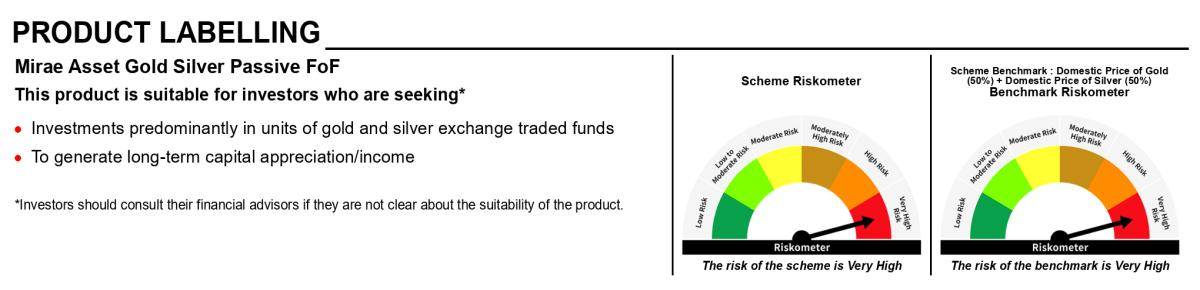 PRODUCT LABELLING
Mirae Asset Gold Silver Passive FoF
This product is suitable for investors who are seeking*
• Investments predominantly in units of gold and silver exchange traded funds
• To generate long-term capital appreciation/income
*Investors should consult their financial advisors if they are not clear about the suitability of the product.
Scheme Riskometer
Low Risk
Low to
Moderate Risk
Moderate Risk
Moderately
High Risk
High Risk
Very High
Risk
Riskometer
The risk of the scheme is Very High
Scheme Benchmark : Domestic Price of Gold
(50%) + Domestic Price of Silver (50%)
Benchmark Riskometer
Low Risk
Low to
Moderate Risk
Moderate Risk
Moderately
High Risk
High Risk
Very High
Risk
Riskometer
The risk of the benchmark is Very High